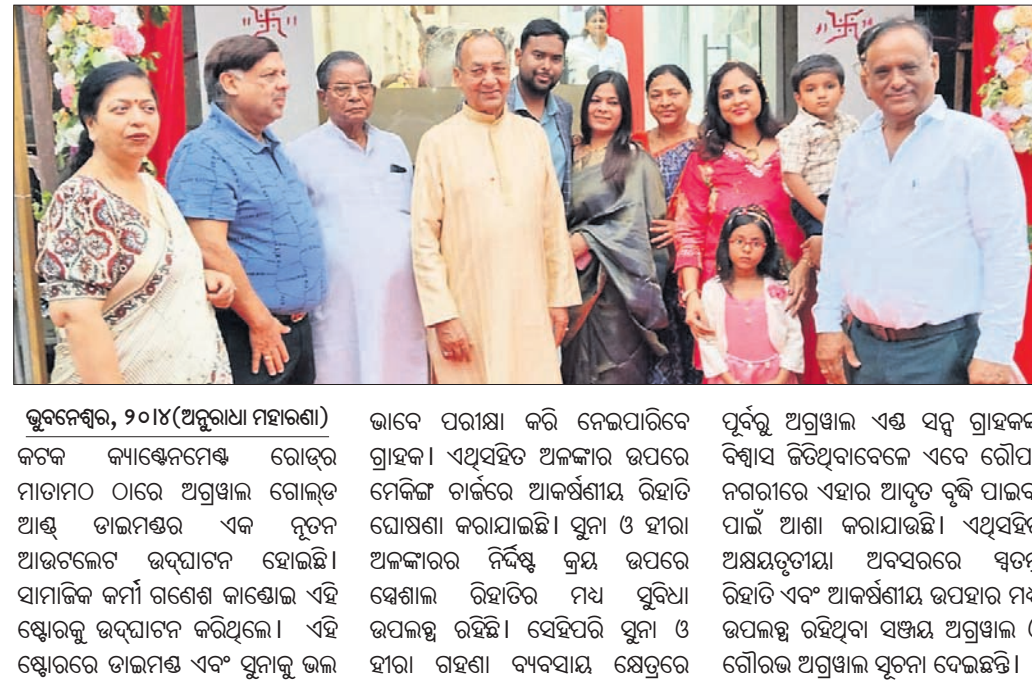 ଭୁବନେଶ୍ୱର, ୨୦ା୪(ଅନୁରାଧା ମହାରଣା)
କଟକ କ୍ୟାଣ୍ଟେନମେଣ୍ଟ ରୋଡ୍‌ର
ମାତାମଠ ଠାରେ ଅଗ୍ରୱାଲ ଗୋଲ୍ଡ
ଆଣ୍ଡ୍ ଡାଇମଣ୍ଡର ଏକ ନୂତନ
ଆଉଟଲେଟ ଉଦ୍‌ଘାଟନ ହୋଇଛି।
ସାମାଜିକ କର୍ମୀ ଗଣେଶ କାଣ୍ଡୋଇ ଏହି
ଷ୍ଟୋରକୁ ଉଦ୍‌ଘାଟନ କରିଥିଲେ। ଏହି
ଷ୍ଟୋରରେ ଡାଇମଣ୍ଡ ଏବଂ ସୁନାକୁ ଭଲ
ଭାବେ ପରୀକ୍ଷା କରି ନେଇପାରିବେ
ଗ୍ରାହକ। ଏଥିସହିତ ଅଳଙ୍କାର ଉପରେ
ମେକିଙ୍ଗ ଚାର୍ଜରେ ଆକର୍ଷଣୀୟ ରିହାତି
ଘୋଷଣା କରାଯାଇଛି। ସୁନା ଓ ହୀରା
ଅଳଙ୍କାରର ନିର୍ଦ୍ଦିଷ୍ଟ କ୍ରୟ ଉପରେ
ସ୍ପେଶାଲ ରିହାତିର ମଧ୍ୟ ସୁବିଧା
ଉପଲବ୍ଧ ରହିଛି। ସେହିପରି ସୁନା ଓ
ହୀରା ଗହଣା ବ୍ୟବସାୟ କ୍ଷେତ୍ରରେ
ପୂର୍ବରୁ ଅଗ୍ରୱାଲ ଏଣ୍ଡ ସନ୍ସ
ବିଶ୍ୱାସ ଜିତିଥିବାବେଳେ ଏବେ ରୌପ୍ୟ
ନଗରୀରେ ଏହାର ଆଦୃତ ବୃଦ୍ଧି ପାଇବା
ପାଇଁ ଆଶା କରାଯାଉଛି। ଏଥିସହିତ
ଅକ୍ଷୟତୃତୀୟା ଅବସରରେ ସ୍ୱତନ୍ତ୍ର
ରିହାତି ଏବଂ ଆକର୍ଷଣୀୟ ଉପହାର ମଧ୍ୟ
ଉପଲବ୍ଧ ରହିଥିବା ସଞ୍ଜୟ ଅଗ୍ରୱାଲ ଓ
ଗୌରଭ ଅଗ୍ରୱାଲ ସୂଚନା ଦେଇଛନ୍ତି।